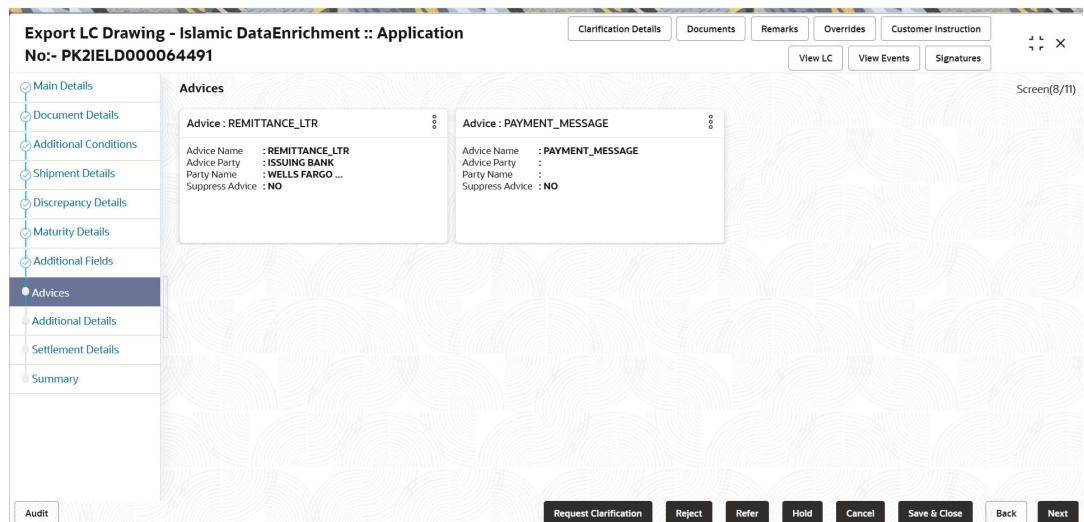 Export LC Drawing - Islamic DataEnrichment :: Application
No:- PK2IELD000064491
Clarification Details
Documents
Remarks
Overrides
Customer Instruction
View LC
View Events
Signatures
Main Details
Document Details
Additional Conditions
Shipment Details
Discrepancy Details
Maturity Details
Additional Fields
Advices
Additional Details
Settlement Details
Summary
Advices
Screen(8/11)
Advice : REMITTANCE_LTR
Advice Name : REMITTANCE_LTR
Advice Party : ISSUING BANK
Party Name : WELLS FARGO ...
Suppress Advice : NO
Advice : PAYMENT_MESSAGE
Advice Name : PAYMENT_MESSAGE
Advice Party :
Party Name :
Suppress Advice : NO
Audit
Request Clarification
Reject
Refer
Hold
Cancel
Save & Close
Back
Next